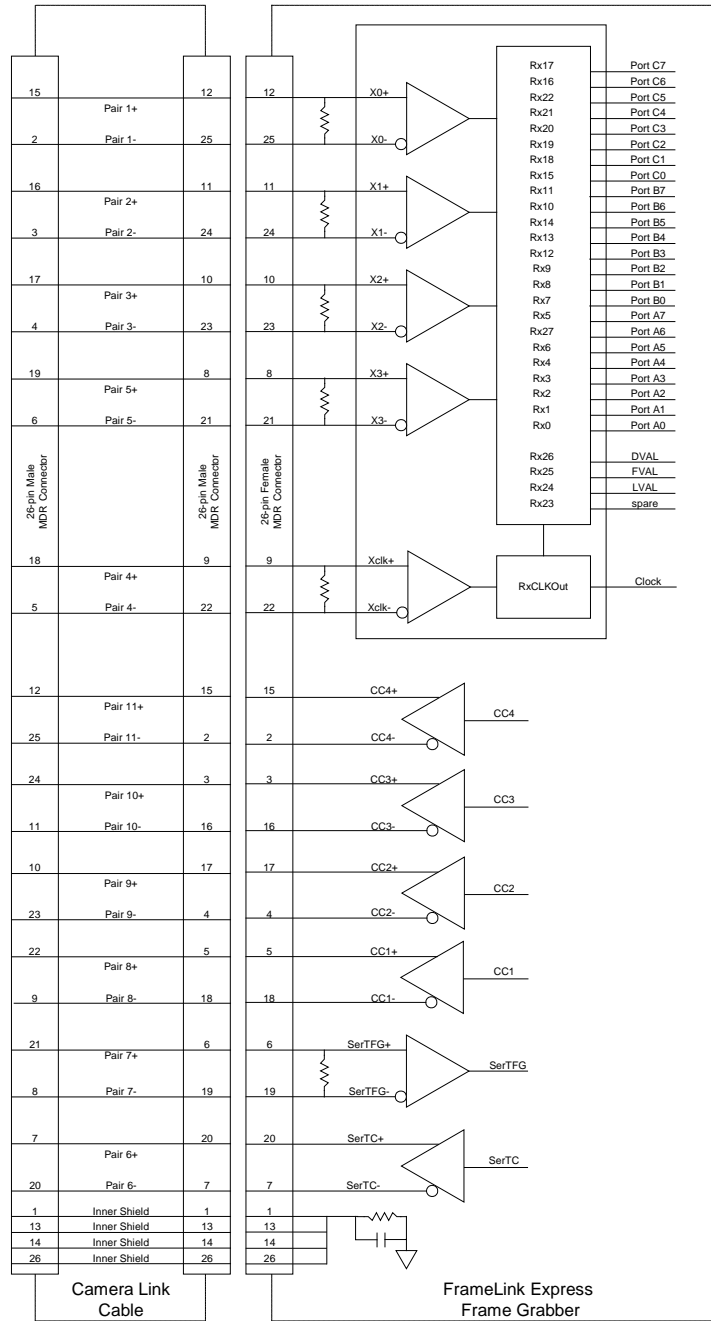 15 12 12 X0+
Pair 1+
2 Pair 1- 25 25 X0-
16 11 11 X1+
Pair 2+
3 Pair 2- 24 24 X1-
17 10 10 X2+
Pair 3+
4 Pair 3- 23 23 X2-
19 8 8 X3+
Pair 5+
6 Pair 5- 21 21 X3-
Rx17 Port C7
Rx16 Port C6
Rx22 Port C5
Rx21 Port C4
Rx20 Port C3
Rx19 Port C2
Rx18 Port C1
Rx15 Port C0
Rx11 Port B7
Rx10 Port B6
Rx14 Port B5
Rx13 Port B4
Rx12 Port B3
Rx9 Port B2
Rx8 Port B1
Rx7 Port B0
Rx5 Port A7
Rx27 Port A6
Rx6 Port A5
Rx4 Port A4
Rx3 Port A3
Rx2 Port A2
Rx1 Port A1
Rx0 Port A0
Rx26 DVAL
Rx25 FVAL
Rx24 LVAL
Rx23 spare
26-pin Male
MDR Connector
26-pin Male
MDR Connector
26-pin Female
MDR Connector
18 9 9 Xclk+
Pair 4+
5 Pair 4- 22 22 Xclk-
RxCLKOut Clock
12 15 15 CC4+
Pair 11+ CC4
25 Pair 11- 2 2 CC4-
24 3 3 CC3+
Pair 10+ CC3
11 Pair 10- 16 16 CC3-
10 17 17 CC2+
Pair 9+ CC2
23 Pair 9- 4 4 CC2-
22 5 5 CC1+
Pair 8+ CC1
9 Pair 8- 18 18 CC1-
21 6 6 SerTFG+
Pair 7+ SerTFG
8 Pair 7- 19 19 SerTFG-
7 20 20 SerTC+
Pair 6+ SerTC
20 Pair 6- 7 7 SerTC-
1 Inner Shield 1 1
13 Inner Shield 13 13
14 Inner Shield 14 14
26 Inner Shield 26 26
Camera Link
Cable
FrameLink Express
Frame Grabber